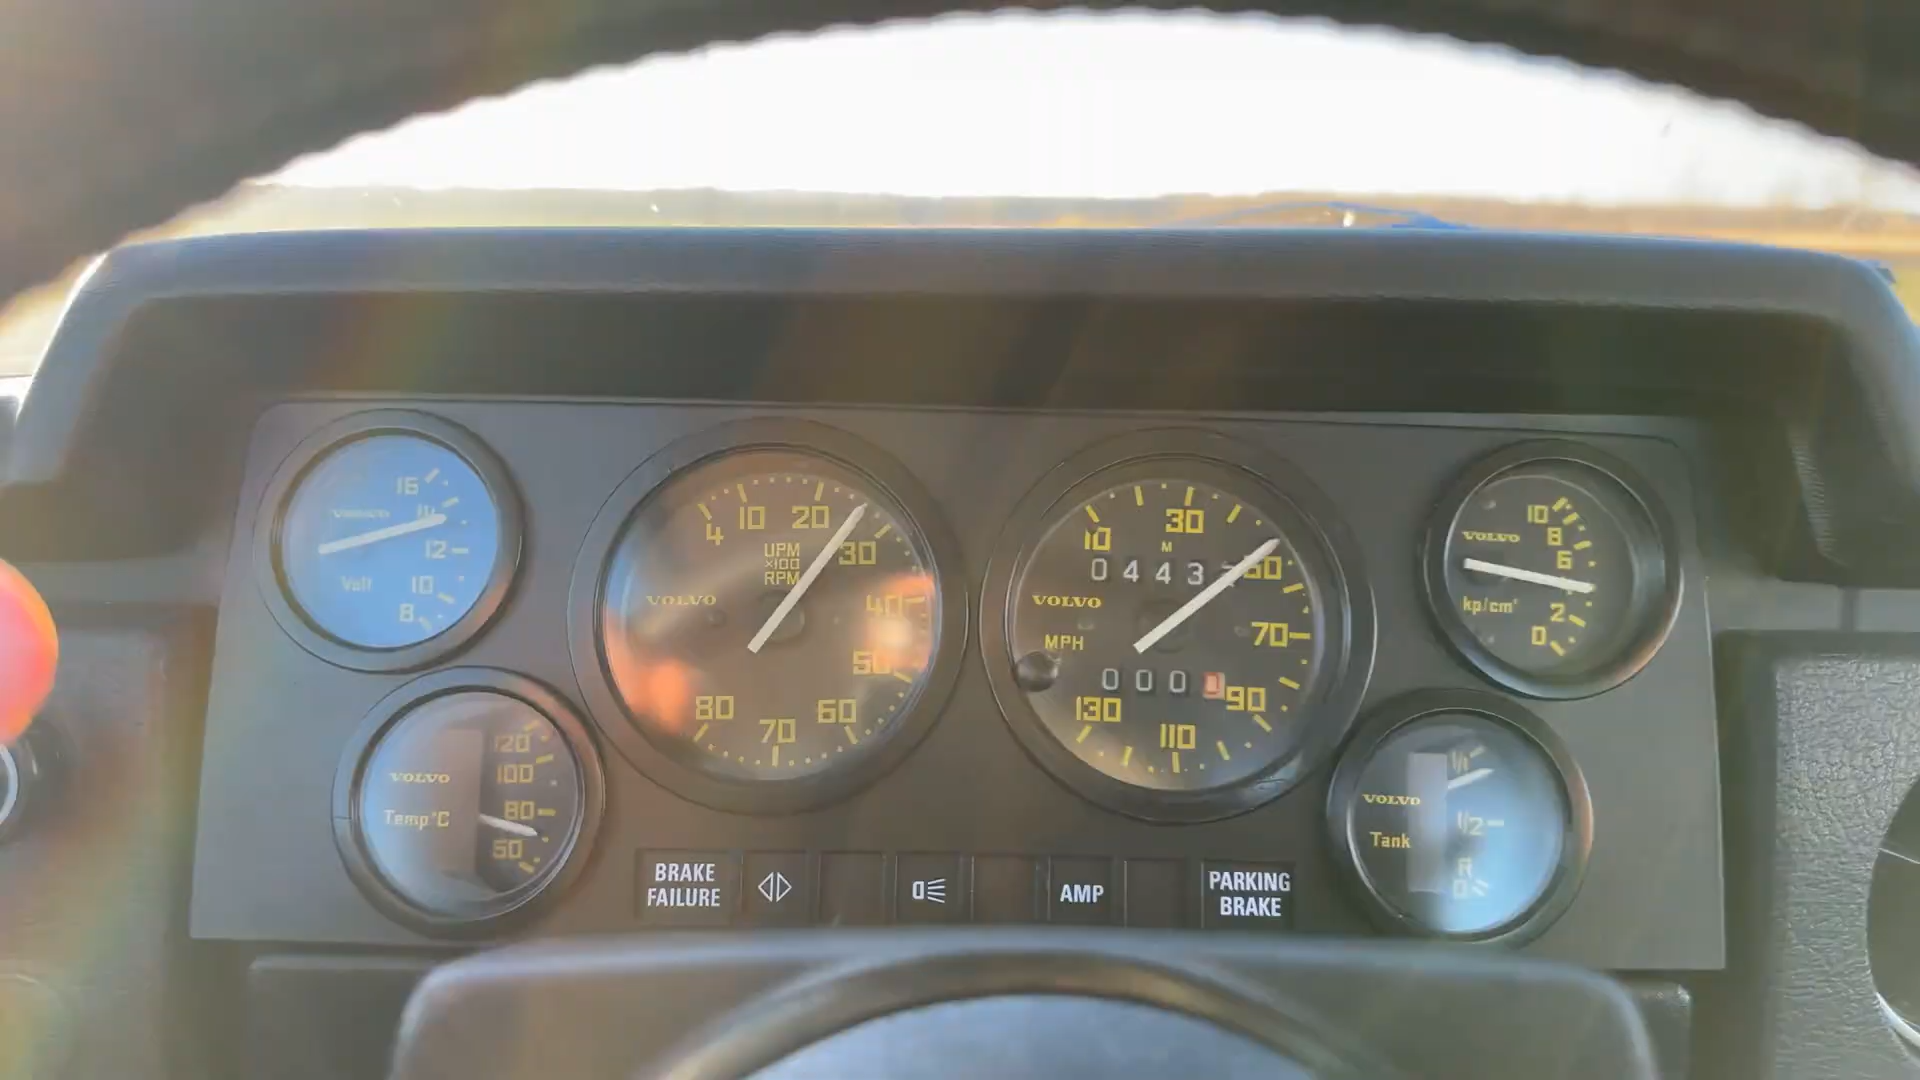 16
14
VOLVO
12
Volt
10
8
4
10
20
30
UPM
×100
RPM
VOLVO
40
50
60
70
80
10
30
M
0443
50
VOLVO
MPH
70
000
90
130
110
10
VOLVO
8
6
kp/cm²
2
0
120
VOLVO
100
80
Temp°C
50
1/1
VOLVO
1/2
Tank
R
0
BRAKE
FAILURE
AMP
PARKING
BRAKE